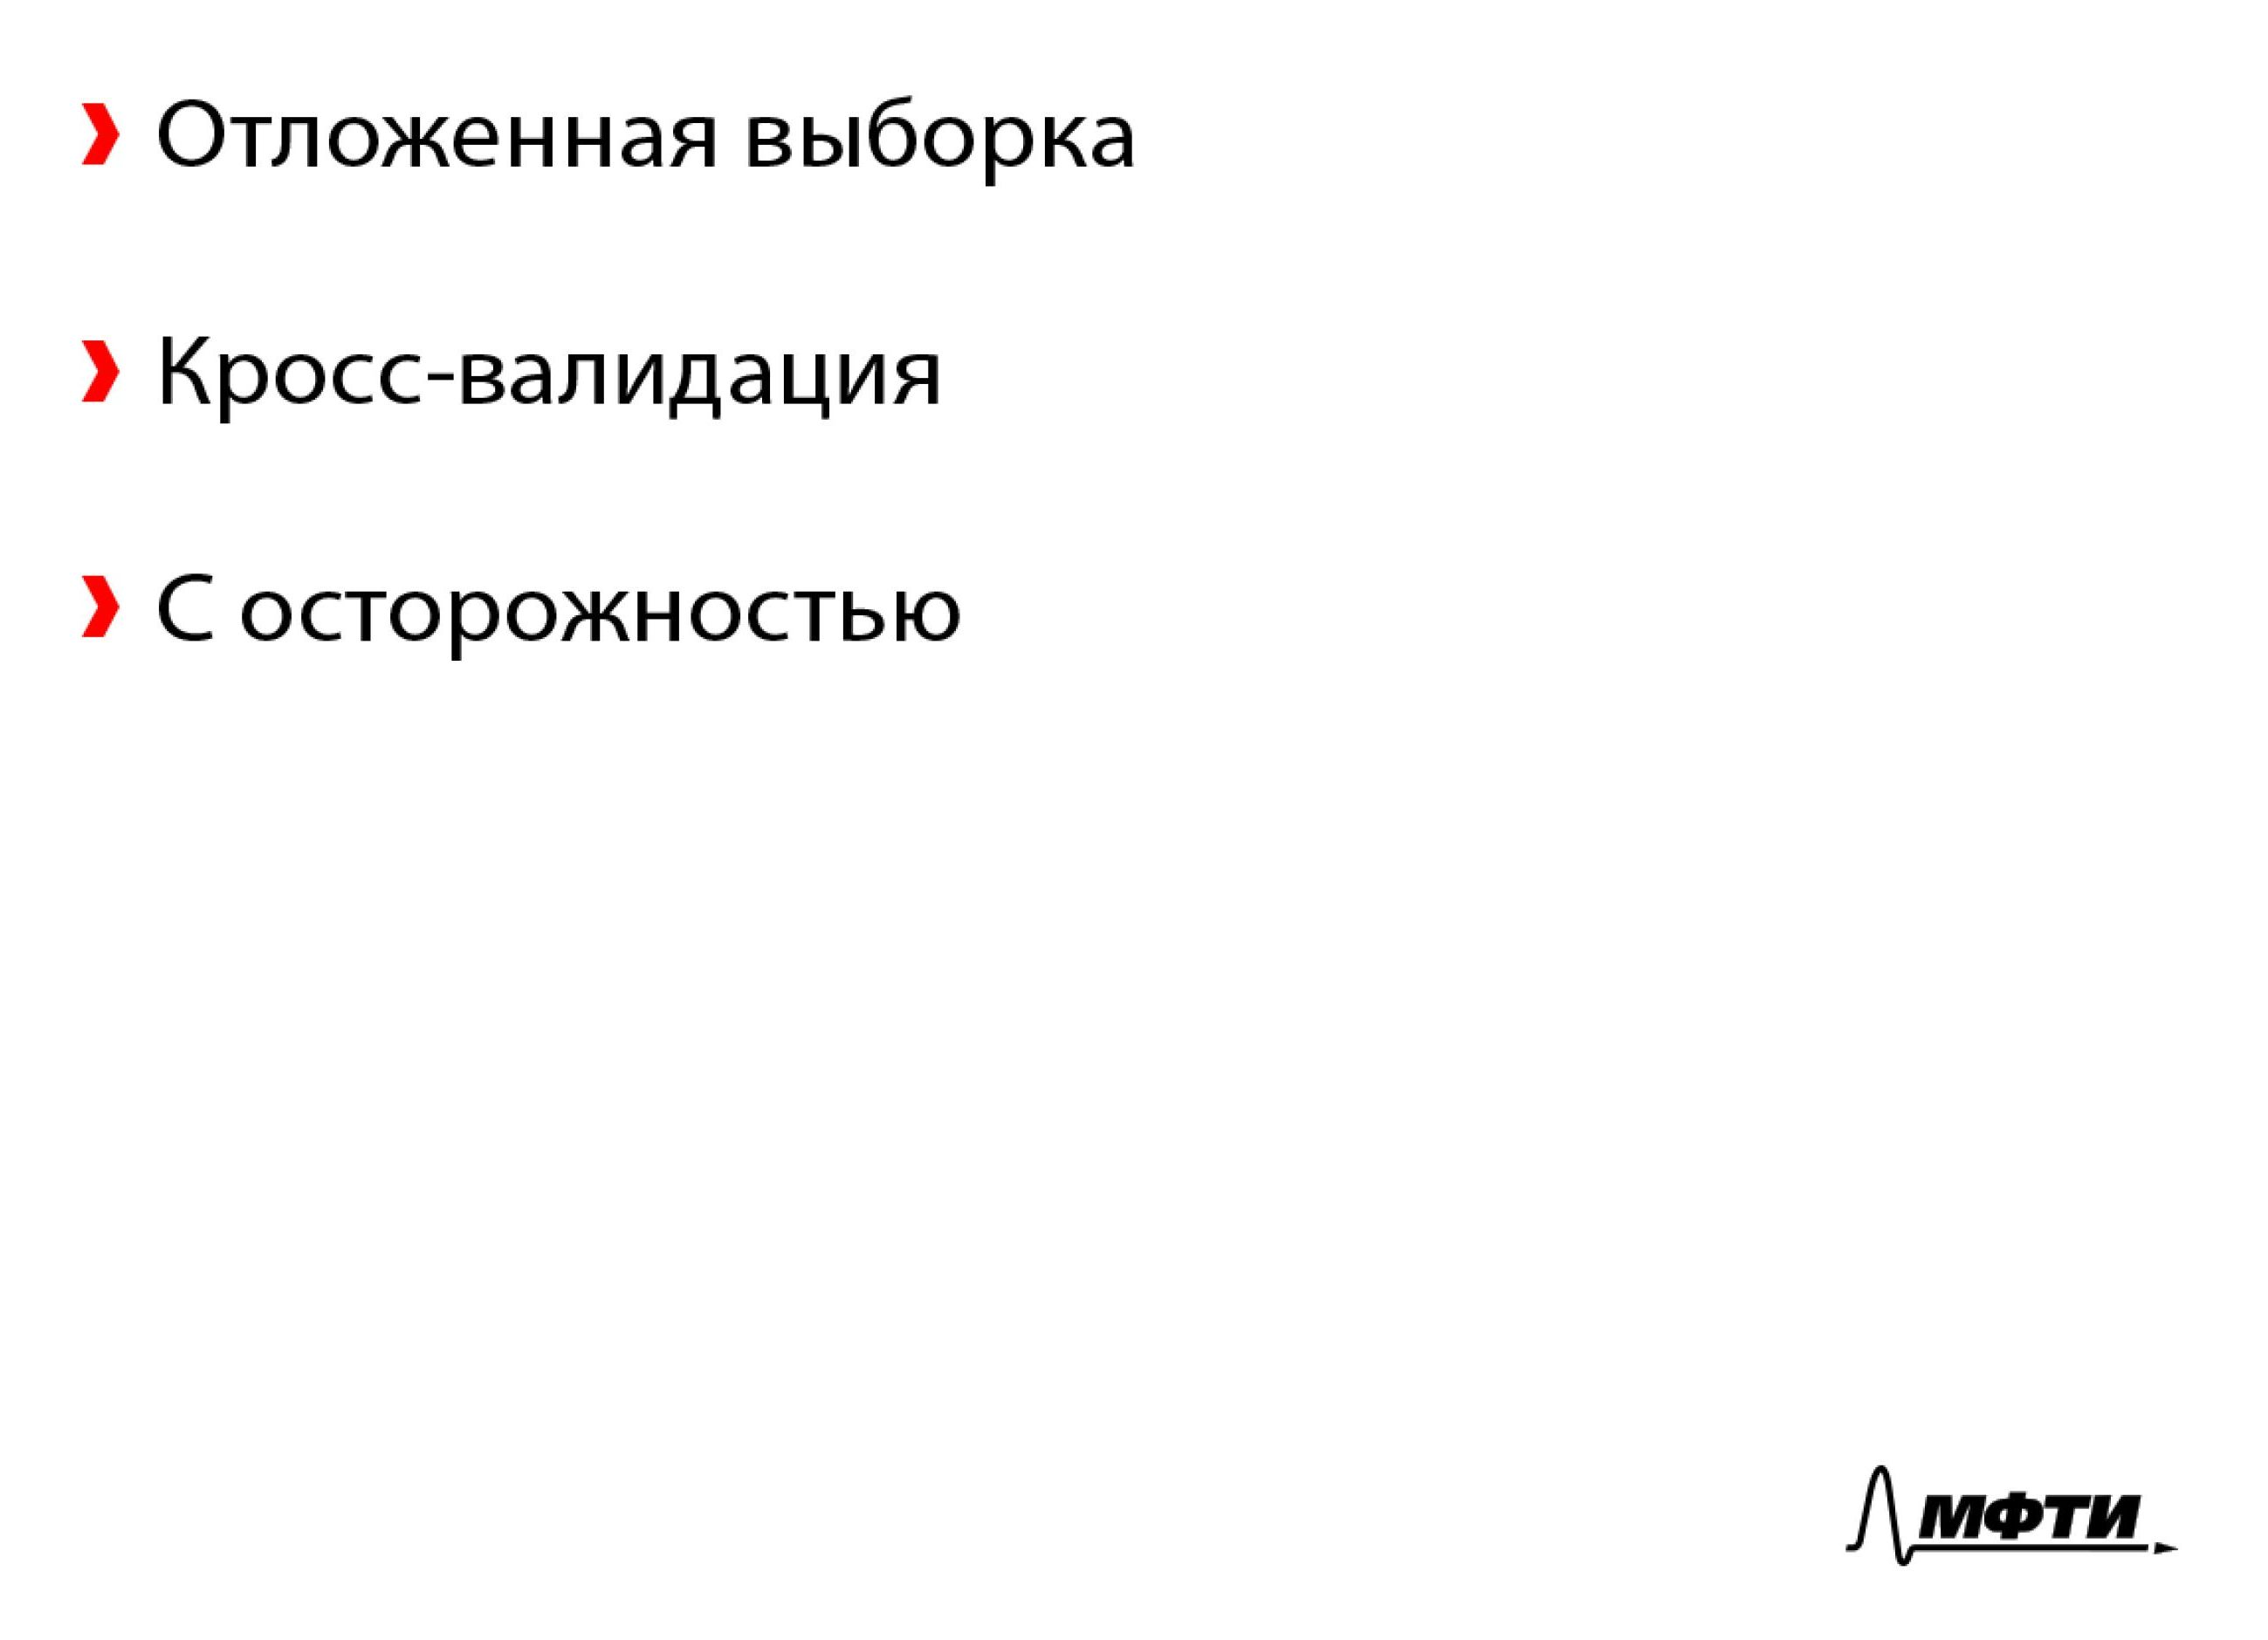 Отложенная выборка
Кросс-валидация
С осторожностью
МФТИ